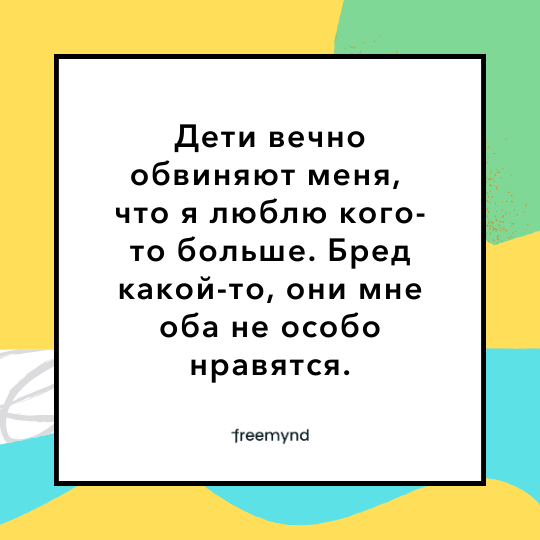 Дети вечно
обвиняют меня,
что я люблю кого-
то больше. Бред
какой-то, они мне
оба не особо
нравятся.
freemynd